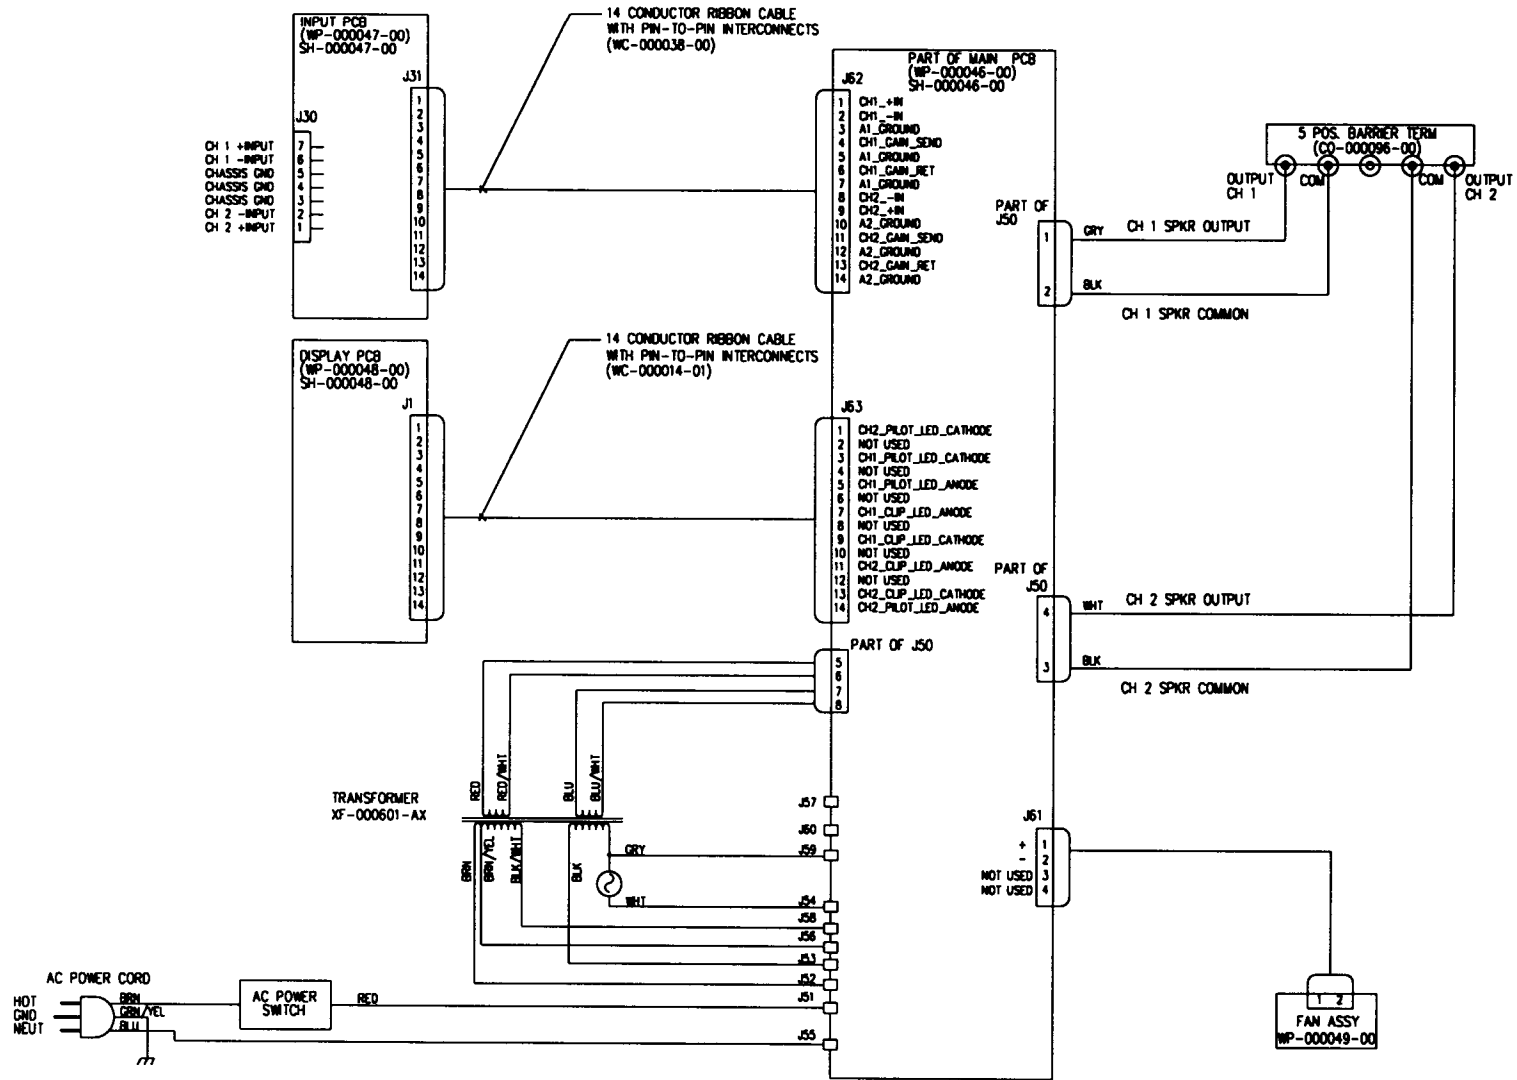 INPUT PCB
(WP-000047-00)
SH-000047-00
J31
1
2
3
4
5
6
7
8
9
10
11
12
13
14
J30
CH 1 +INPUT 7
CH 1 -INPUT 6
CHASSIS GND 5
CHASSIS GND 4
CHASSIS GND 3
CH 2 -INPUT 2
CH 2 +INPUT 1
14 CONDUCTOR RIBBON CABLE
WITH PIN-TO-PIN INTERCONNECTS
(WC-000038-00)
PART OF MAIN PCB
(WP-000046-00)
SH-000046-00
J62
1 CH1_+IN
2 CH1_-IN
3 A1_GROUND
4 CH1_GAIN_SEND
5 A1_GROUND
6 CH1_GAIN_RET
7 A1_GROUND
8 CH2_-IN
9 CH2_+IN
10 A2_GROUND
11 CH2_GAIN_SEND
12 A2_GROUND
13 CH2_GAIN_RET
14 A2_GROUND
5 POS. BARRIER TERM
(CO-000096-00)
OUTPUT
CH 1
COM
COM
OUTPUT
CH 2
PART OF
J50
1
GRY
CH 1 SPKR OUTPUT
2
BLK
CH 1 SPKR COMMON
DISPLAY PCB
(WP-000048-00)
SH-000048-00
J1
1
2
3
4
5
6
7
8
9
10
11
12
13
14
14 CONDUCTOR RIBBON CABLE
WITH PIN-TO-PIN INTERCONNECTS
(WC-000014-01)
J63
1 CH2_PILOT_LED_CATHODE
2 NOT USED
3 CH1_PILOT_LED_CATHODE
4 NOT USED
5 CH1_PILOT_LED_ANODE
6 NOT USED
7 CH1_CLIP_LED_ANODE
8 NOT USED
9 CH1_CLIP_LED_CATHODE
10 NOT USED
11 CH2_CLIP_LED_ANODE
12 NOT USED
13 CH2_CLIP_LED_CATHODE
14 CH2_PILOT_LED_ANODE
PART OF
J50
4
WHT
CH 2 SPKR OUTPUT
3
BLK
CH 2 SPKR COMMON
PART OF J50
5
6
7
8
RED
RED/WHT
BLU
BLU/WHT
TRANSFORMER
XF-000601-AX
BRN
BRN/YEL
BLK/WHT
BLK
GRY
WHT
J57
J60
J59
J54
J58
J56
J53
J52
J51
J55
J61
+ 1
- 2
NOT USED 3
NOT USED 4
AC POWER CORD
HOT
GND
NEUT
BRN
GRN/YEL
BLU
AC POWER
SWITCH
RED
1 2
FAN ASSY
WP-000049-00